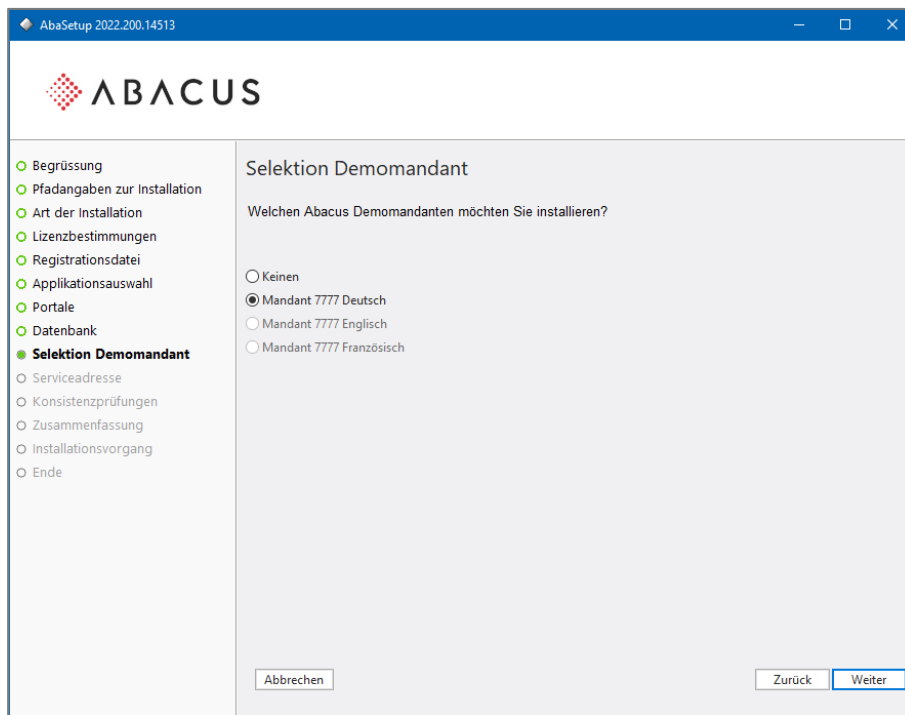 AbaSetup 2022.200.14513
ABACUS
Begrüssung
Pfadangaben zur Installation
Art der Installation
Lizenzbestimmungen
Registrationsdatei
Applikationsauswahl
Portale
Datenbank
Selektion Demomandant
Serviceadresse
Konsistenzprüfungen
Zusammenfassung
Installationsvorgang
Ende
Selektion Demomandant
Welchen Abacus Demomandanten möchten Sie installieren?
Keinen
Mandant 7777 Deutsch
Mandant 7777 Englisch
Mandant 7777 Französisch
Abbrechen
Zurück
Weiter